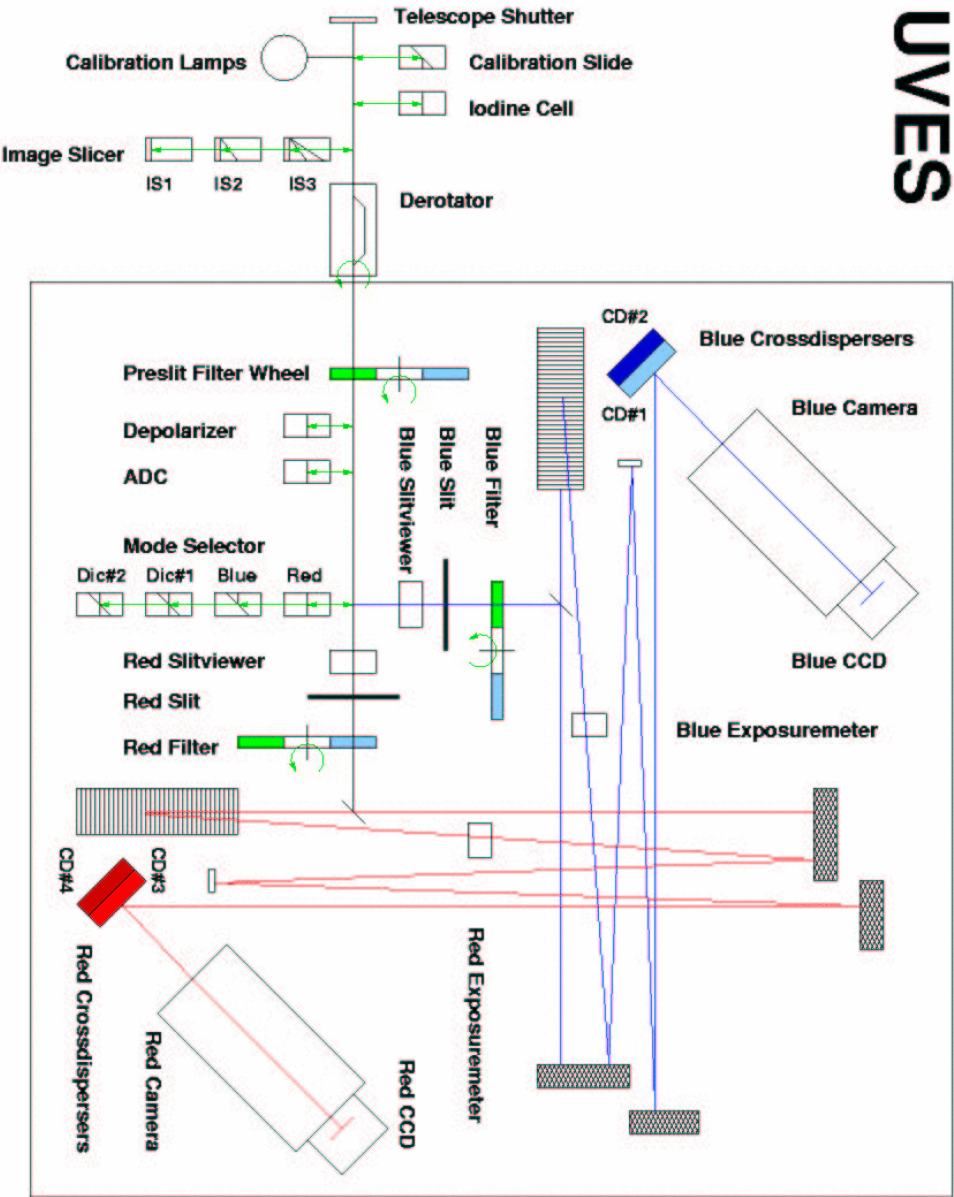 UVES
Telescope Shutter
Calibration Lamps
Calibration Slide
Iodine Cell
Image Slicer
IS1
IS2
IS3
Derotator
CD#2
Blue Crossdispersers
Preslit Filter Wheel
CD#1
Blue Camera
Depolarizer
ADC
Blue Slitviewer
Blue Slit
Blue Filter
Mode Selector
Dic#2
Dic#1
Blue
Red
Red Slitviewer
Blue CCD
Red Slit
Blue Exposuremeter
Red Filter
CD#4
CD#3
Red Crossdispersers
Red Camera
Red CCD
Red Exposuremeter